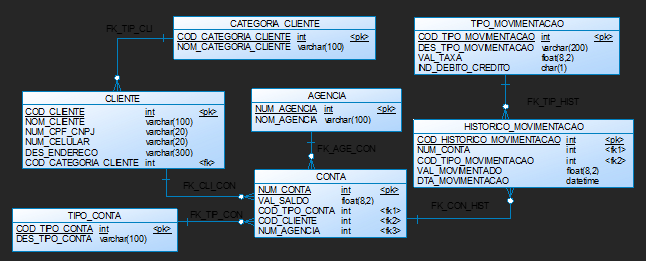 CATEGORIA_CLIENTE
COD_CATEGORIA_CLIENTE int <pk>
NOM_CATEGORIA_CLIENTE varchar(100)
TIPO_MOVIMENTACAO
COD_TIPO_MOVIMENTACAO int <pk>
DES_TIPO_MOVIMENTACAO varchar(200)
VAL_TAXA float(8,2)
IND_DEBITO_CREDITO char(1)
FK_TIP_CLI
CLIENTE
COD_CLIENTE int <pk>
NOM_CLIENTE varchar(100)
NUM_CPF_CNPJ varchar(20)
NUM_CELULAR varchar(20)
DES_ENDERECO varchar(300)
COD_CATEGORIA_CLIENTE int <fk>
AGENCIA
NUM_AGENCIA int <pk>
NOM_AGENCIA varchar(100)
FK_TIP_HIST
HISTORICO_MOVIMENTACAO
COD_HISTORICO_MOVIMENTACAO int <pk>
NUM_CONTA int <fk1>
COD_TIPO_MOVIMENTACAO int <fk2>
VAL_MOVIMENTADO float(8,2)
DTA_MOVIMENTACAO datetime
FK_AGE_CON
FK_CLI_CON
CONTA
NUM_CONTA int <pk>
VAL_SALDO float(8,2)
COD_TIPO_CONTA int <fk1>
COD_CLIENTE int <fk2>
NUM_AGENCIA int <fk3>
FK_CON_HIST
FK_TIP_CON
TIPO_CONTA
COD_TIPO_CONTA int <pk>
DES_TIPO_CONTA varchar(100)